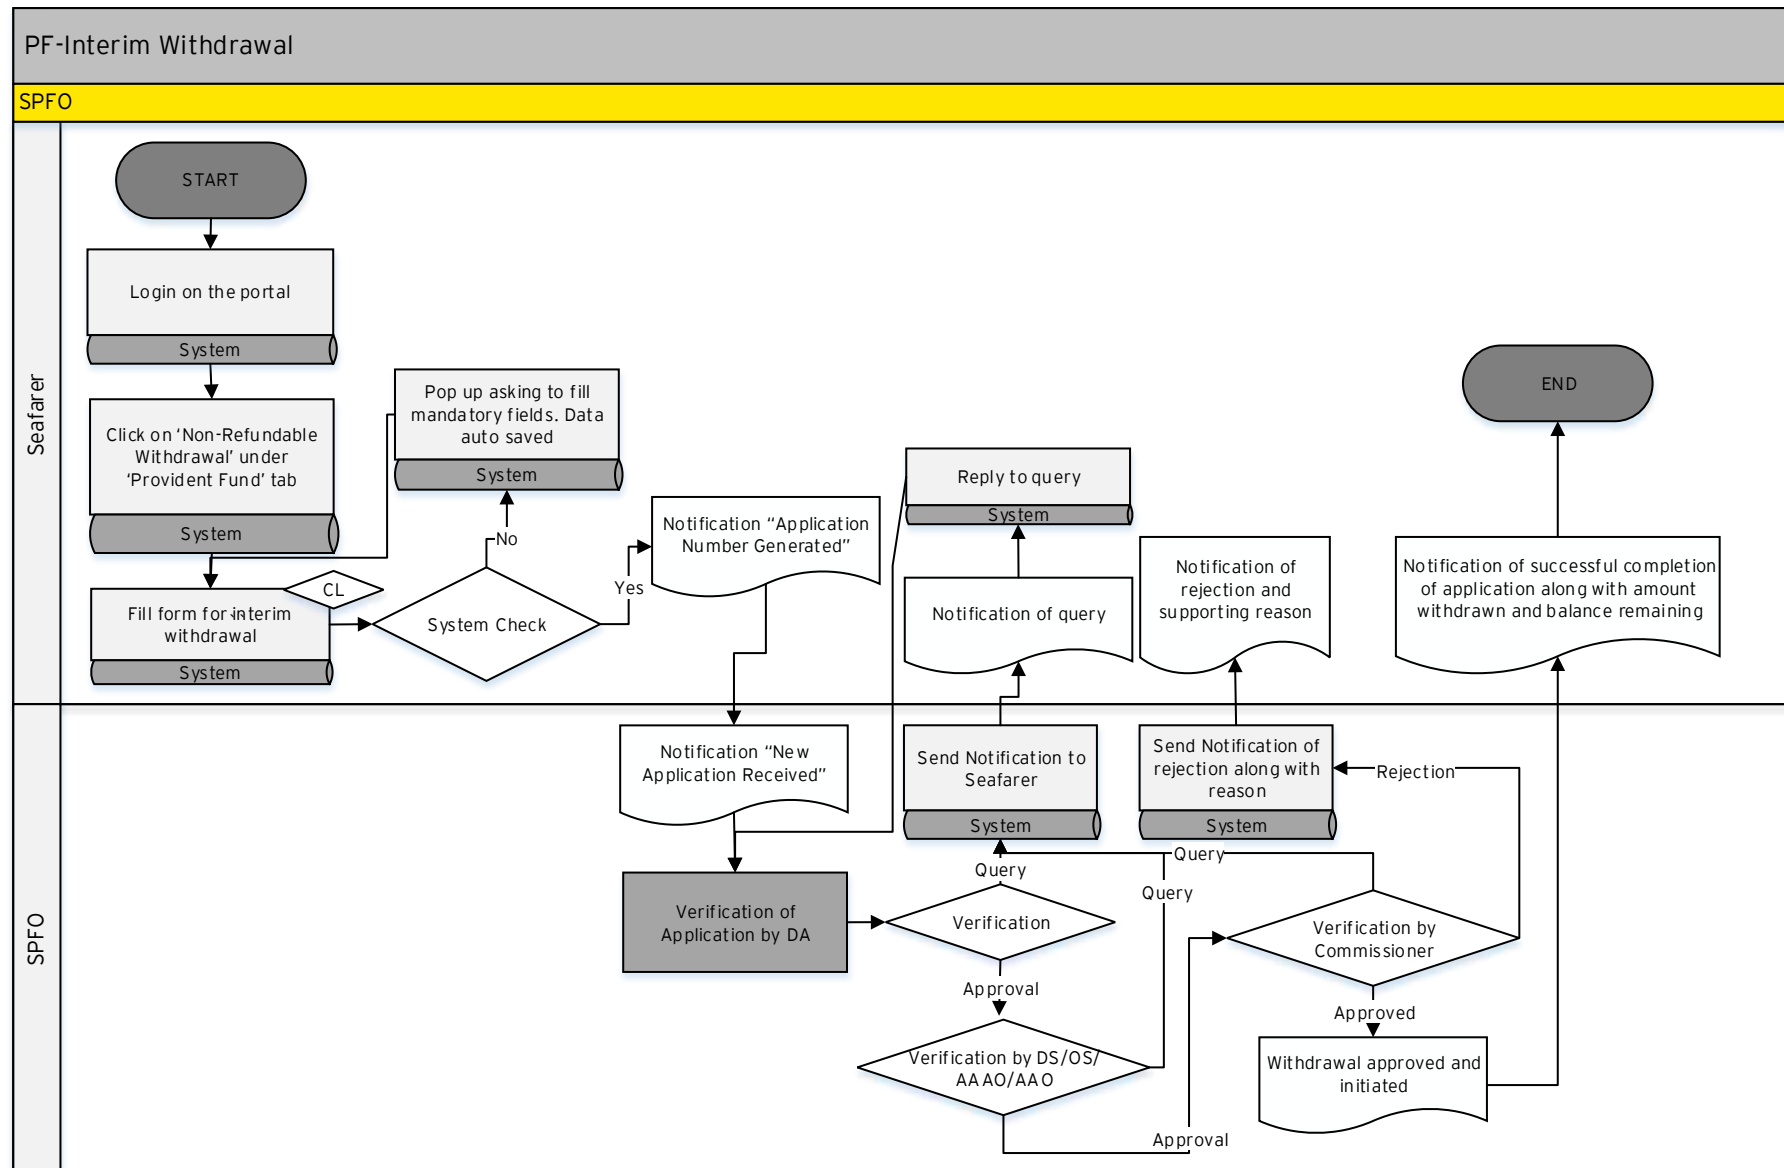 PF-Interim Withdrawal
SPFO
Seafarer
START
Login on the portal
System
Click on ‘Non-Refundable
Withdrawal’ under
‘Provident Fund’ tab
System
CL
Fill form for interim
withdrawal
System
Pop up asking to fill
mandatory fields. Data
auto saved
System
No
System Check
Yes
Notification “Application
Number Generated”
Reply to query
System
Notification of query
Notification of
rejection and
supporting reason
END
Notification of successful completion
of application along with amount
withdrawn and balance remaining
SPFO
Notification “New
Application Received”
Send Notification to
Seafarer
System
Send Notification of
rejection along with
reason
System
Rejection
Query
Query
Query
Verification of
Application by DA
Verification
Verification by
Commissioner
Approval
Approved
Verification by DS/OS/
AAAO/AAO
Withdrawal approved and
initiated
Approval